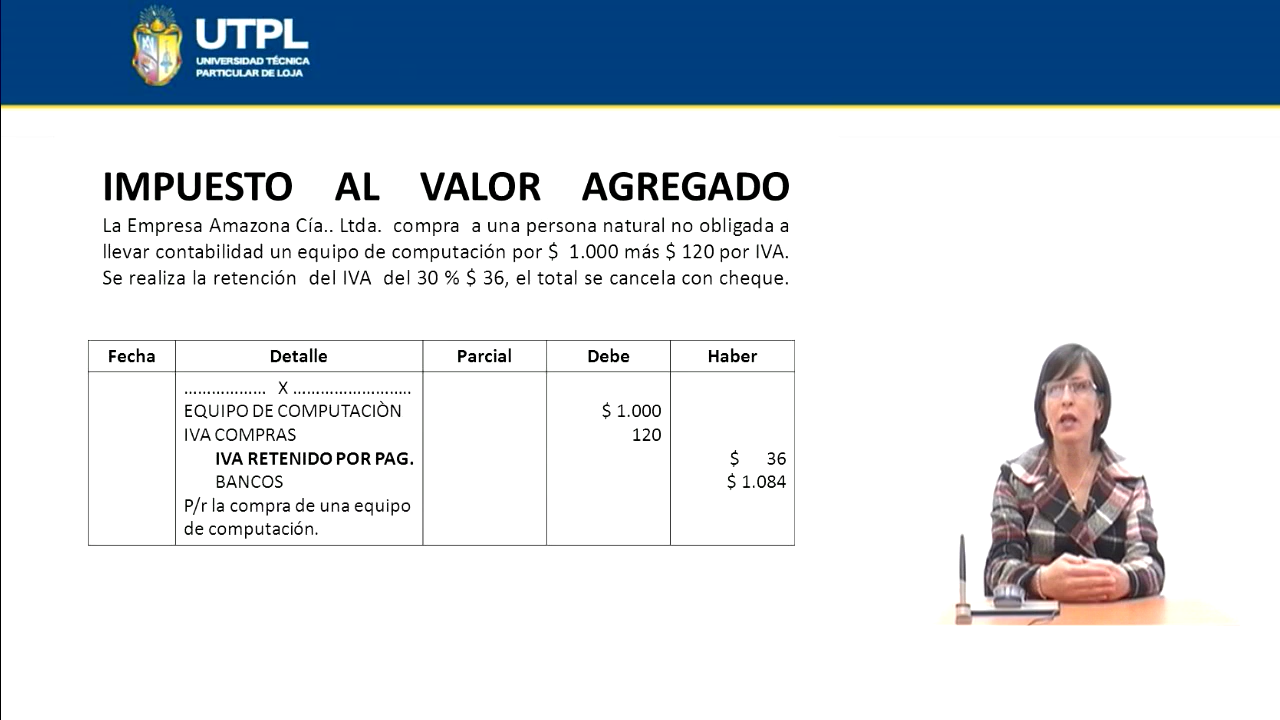 UTPL
UNIVERSIDAD TÉCNICA
PARTICULAR DE LOJA
IMPUESTO AL VALOR AGREGADO
La Empresa Amazona Cía.. Ltda. compra a una persona natural no obligada a
llevar contabilidad un equipo de computación por $ 1.000 más $ 120 por IVA.
Se realiza la retención del IVA del 30 % $ 36, el total se cancela con cheque.
Fecha Detalle Parcial Debe Haber
.................. X .........................
EQUIPO DE COMPUTACIÒN $ 1.000
IVA COMPRAS 120
IVA RETENIDO POR PAG. $ 36
BANCOS $ 1.084
P/r la compra de una equipo
de computación.